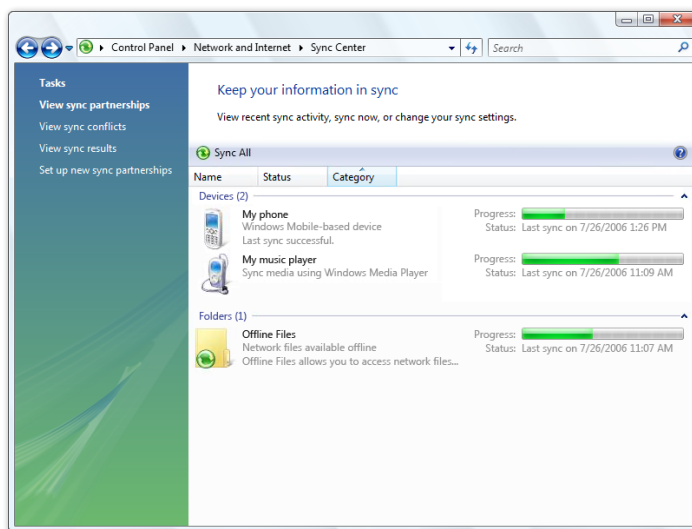 Control Panel ▸ Network and Internet ▸ Sync Center
Search
Tasks
View sync partnerships
View sync conflicts
View sync results
Set up new sync partnerships
Keep your information in sync
View recent sync activity, sync now, or change your sync settings.
Sync All
Name Status Category
Devices (2)
My phone
Windows Mobile-based device
Last sync successful.
Progress:
Status: Last sync on 7/26/2006 1:26 PM
My music player
Sync media using Windows Media Player
Progress:
Status: Last sync on 7/26/2006 11:09 AM
Folders (1)
Offline Files
Network files available offline
Offline Files allows you to access network files...
Progress:
Status: Last sync on 7/26/2006 11:07 AM